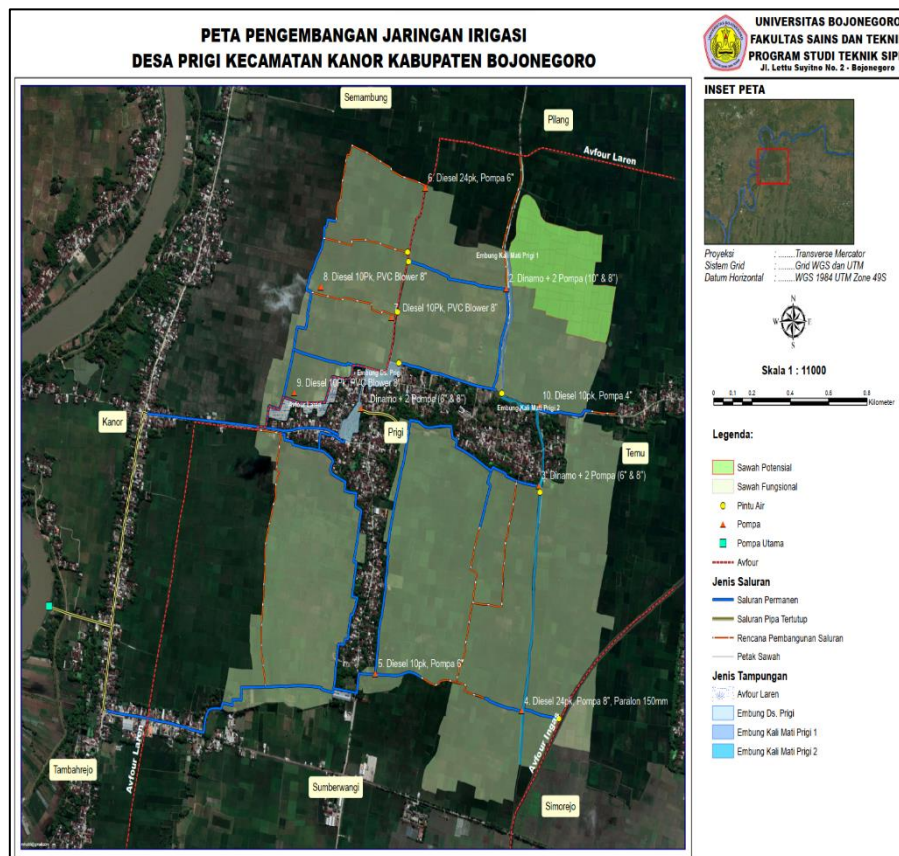 PETA PENGEMBANGAN JARINGAN IRIGASI
DESA PRIGI KECAMATAN KANOR KABUPATEN BOJONEGORO
UNIVERSITAS BOJONEGORO
FAKULTAS SAINS DAN TEKNI
PROGRAM STUDI TEKNIK SIPI
Jl. Lettu Suyitno No. 2 - Bojonegoro
INSET PETA
Proyeksi : ........Transverse Mercator
Sistem Grid : ........Grid WGS dan UTM
Datum Horizontal : ........WGS 1984 UTM Zone 49S
N
W E
S
Skala 1 : 11000
0 0,1 0,2 0,4 0,6 0,8
Kilometer
Legenda:
Sawah Potensial
Sawah Fungsional
Pintu Air
Pompa
Pompa Utama
Avfour
Jenis Saluran
Saluran Permanen
Saluran Pipa Tertutup
Rencana Pembangunan Saluran
Petak Sawah
Jenis Tampungan
Avfour Laren
Embung Ds. Prigi
Embung Kali Mati Prigi 1
Embung Kali Mati Prigi 2
Semambung
Pilang
Avfour Laren
6. Diesel 24pk, Pompa 6"
Embung Kali Mati Prigi 1
8. Diesel 10Pk, PVC Blower 8"
2. Dinamo + 2 Pompa (10" & 8")
7. Diesel 10Pk, PVC Blower 8"
Embung Ds. Prigi
9. Diesel 10Pk, PVC Blower 8"
10. Diesel 10pk, Pompa 4"
Avfour Laren
Dinamo + 2 Pompa (6" & 8")
Embung Kali Mati Prigi 2
Kanor
Prigi
Temu
3. Dinamo + 2 Pompa (6" & 8")
5. Diesel 10pk, Pompa 6"
4. Diesel 24pk, Pompa 8", Paralon 150mm
Avfour Laren
Avfour Ingas
Tambahrejo
Sumberwangi
Simorejo